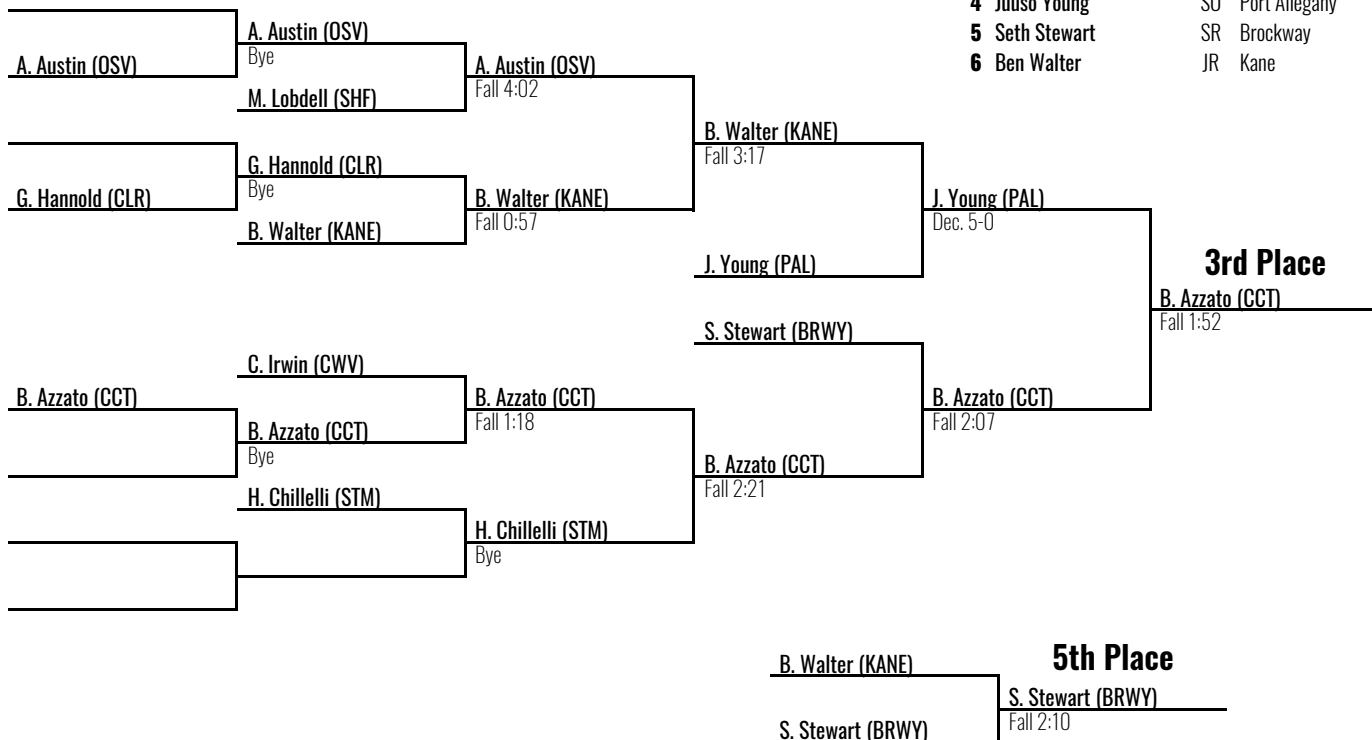 4 Juuso Young SO Port Allegany
5 Seth Stewart SR Brockway
6 Ben Walter JR Kane
A. Austin (OSV)
A. Austin (OSV)
Bye
M. Lobdell (SHF)
A. Austin (OSV)
Fall 4:02
G. Hannold (CLR)
G. Hannold (CLR)
Bye
B. Walter (KANE)
B. Walter (KANE)
Fall 0:57
B. Walter (KANE)
Fall 3:17
J. Young (PAL)
J. Young (PAL)
Dec. 5-0
3rd Place
B. Azzato (CCT)
Fall 1:52
S. Stewart (BRWY)
C. Irwin (CWV)
B. Azzato (CCT)
B. Azzato (CCT)
Bye
B. Azzato (CCT)
Fall 1:18
B. Azzato (CCT)
Fall 2:07
B. Azzato (CCT)
Fall 2:21
H. Chillelli (STM)
H. Chillelli (STM)
Bye
5th Place
B. Walter (KANE)
S. Stewart (BRWY)
Fall 2:10
S. Stewart (BRWY)